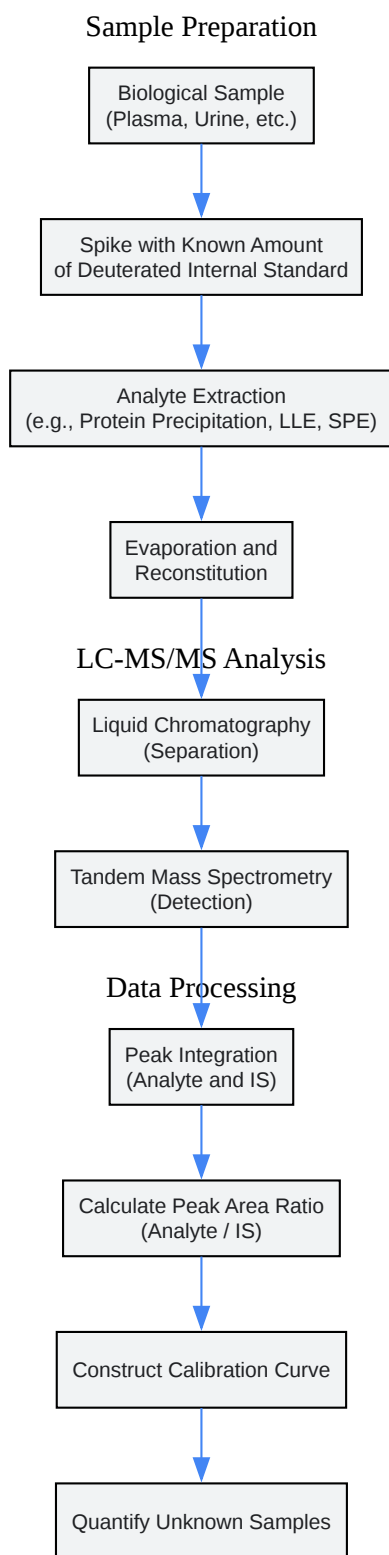 Sample Preparation
Biological Sample
(Plasma, Urine, etc.)
Spike with Known Amount
of Deuterated Internal Standard
Analyte Extraction
(e.g., Protein Precipitation, LLE, SPE)
Evaporation and
Reconstitution
LC-MS/MS Analysis
Liquid Chromatography
(Separation)
Tandem Mass Spectrometry
(Detection)
Data Processing
Peak Integration
(Analyte and IS)
Calculate Peak Area Ratio
(Analyte / IS)
Construct Calibration Curve
Quantify Unknown Samples